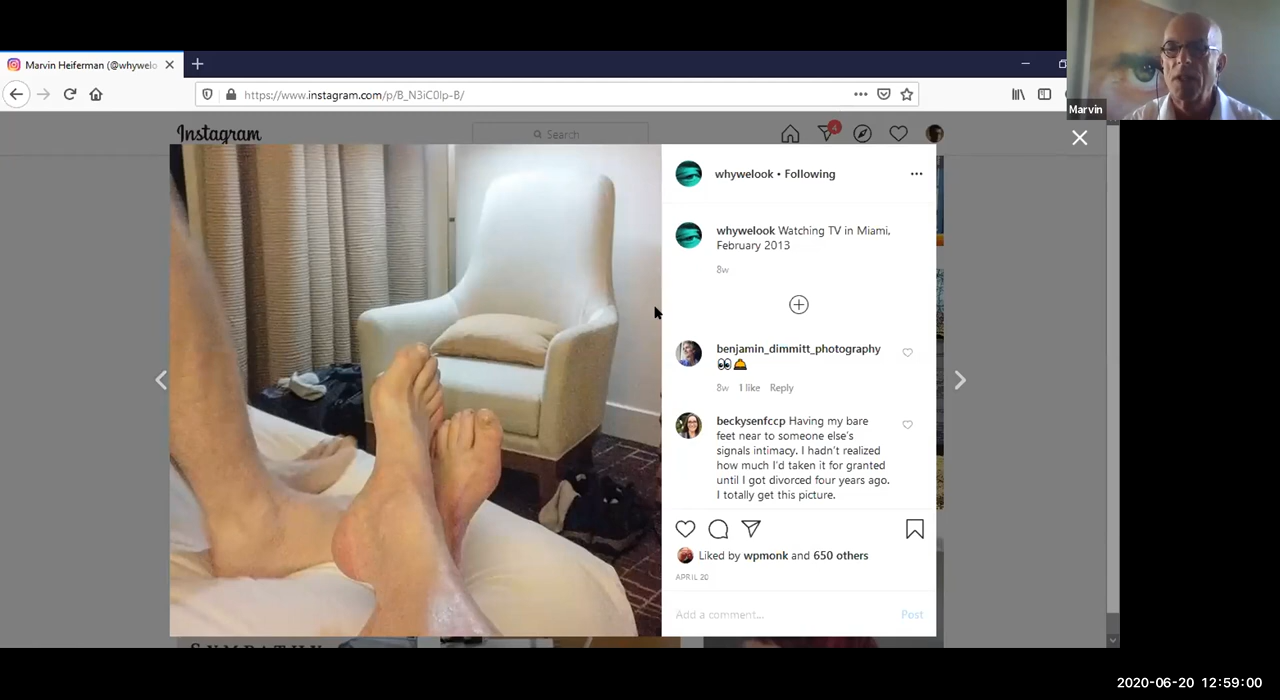 Marvin Heiferman (@whywelo
https://www.instagram.com/p/B_N3iC0lp-B/
Marvin
Instagram
Search
4
whywelook • Following
whywelook Watching TV in Miami,
February 2013
8w
benjamin_dimmitt_photography
8w 1 like Reply
beckysenfccp Having my bare
feet near to someone else's
signals intimacy. I hadn't realized
how much I'd taken it for granted
until I got divorced four years ago.
I totally get this picture.
Liked by wpmonk and 650 others
APRIL 20
Add a comment... Post
SYMPATHY
2020-06-20 12:59:00